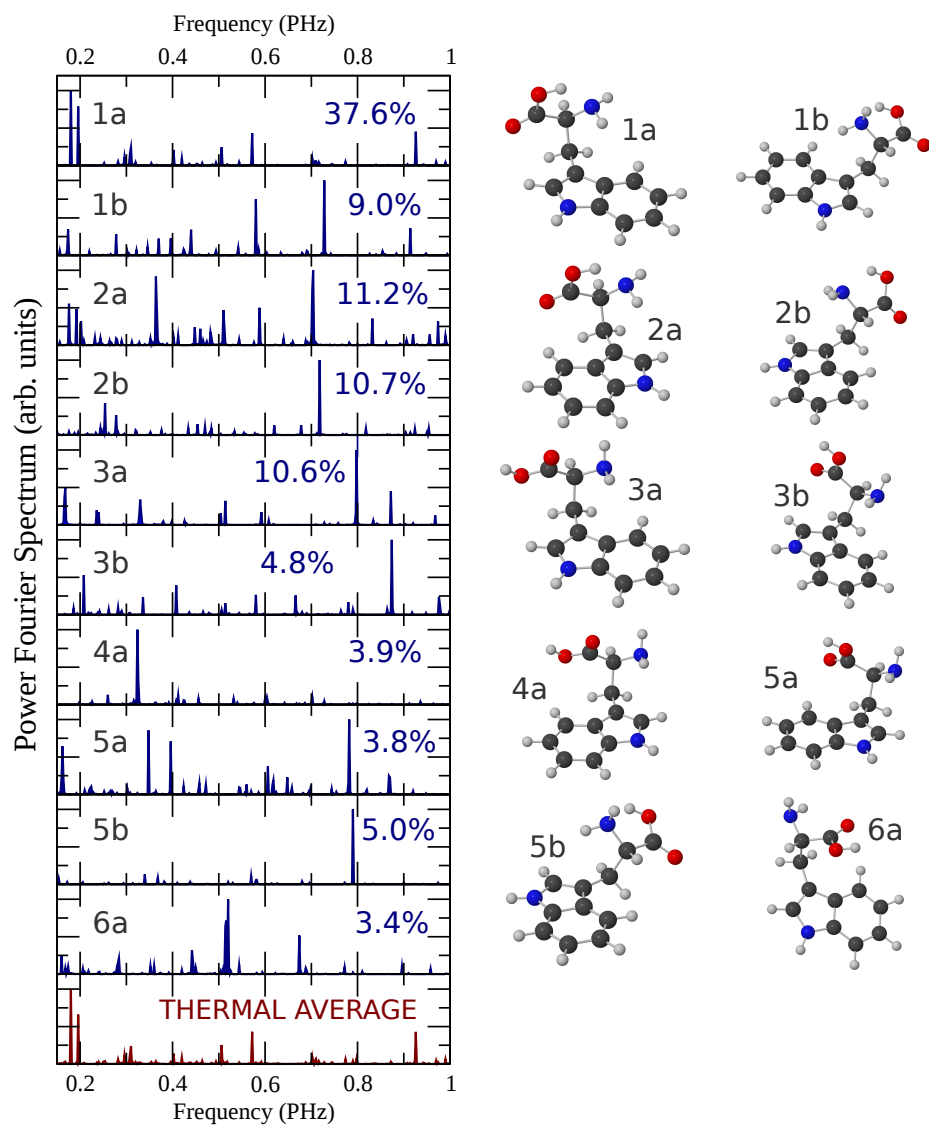 Frequency (PHz)
0.2 0.4 0.6 0.8 1
Power Fourier Spectrum (arb. units)
1a 37.6%
1b 9.0%
2a 11.2%
2b 10.7%
3a 10.6%
3b 4.8%
4a 3.9%
5a 3.8%
5b 5.0%
6a 3.4%
THERMAL AVERAGE
0.2 0.4 0.6 0.8 1
Frequency (PHz)
1a 1b
2a 2b
3a 3b
4a 5a
5b 6a